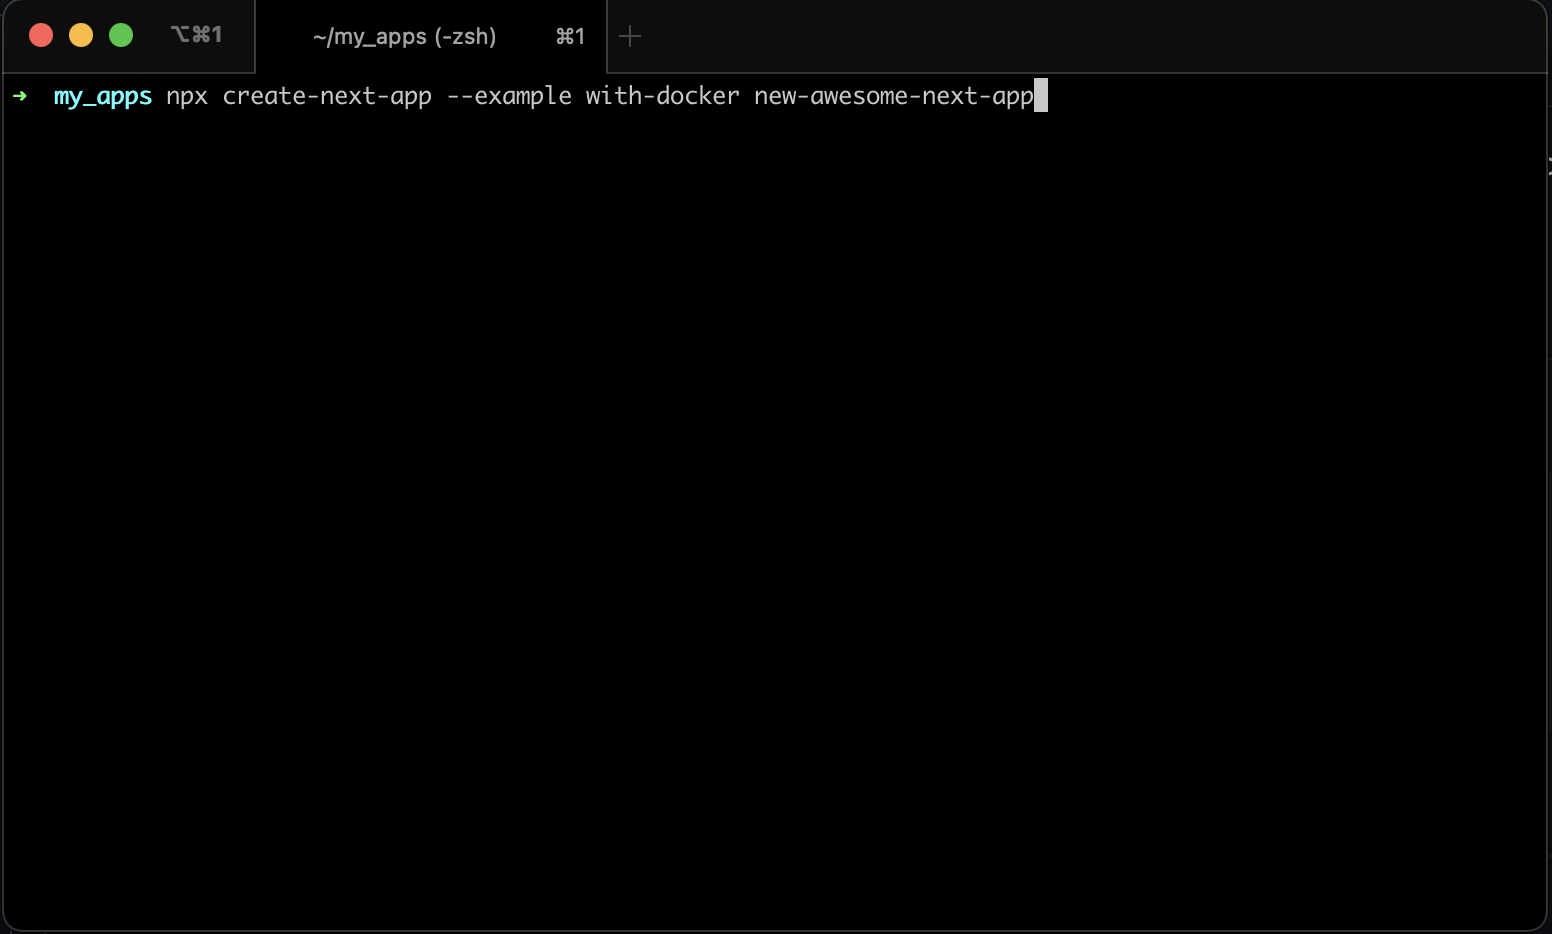 ⌥⌘1 ~/my_apps (-zsh) ⌘1 +
➜ my_apps npx create-next-app --example with-docker new-awesome-next-app